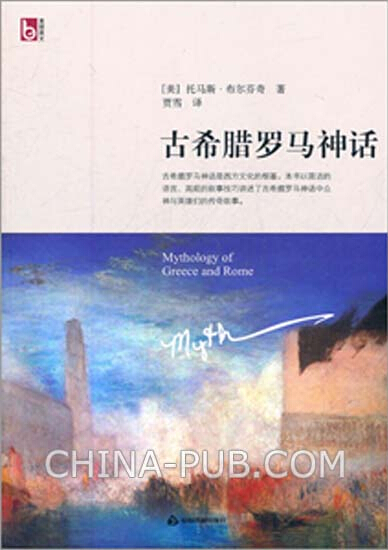 [美] 托马斯·布尔芬奇 著
贾雪 译
古希腊罗马神话
古希腊罗马神话是西方文化的根基。本书以简洁的
语言、高超的叙事技巧讲述了古希腊罗马神话中众
神与英雄们的传奇故事。
Mythology of
Greece and Rome
Myth
CHINA-PUB.COM